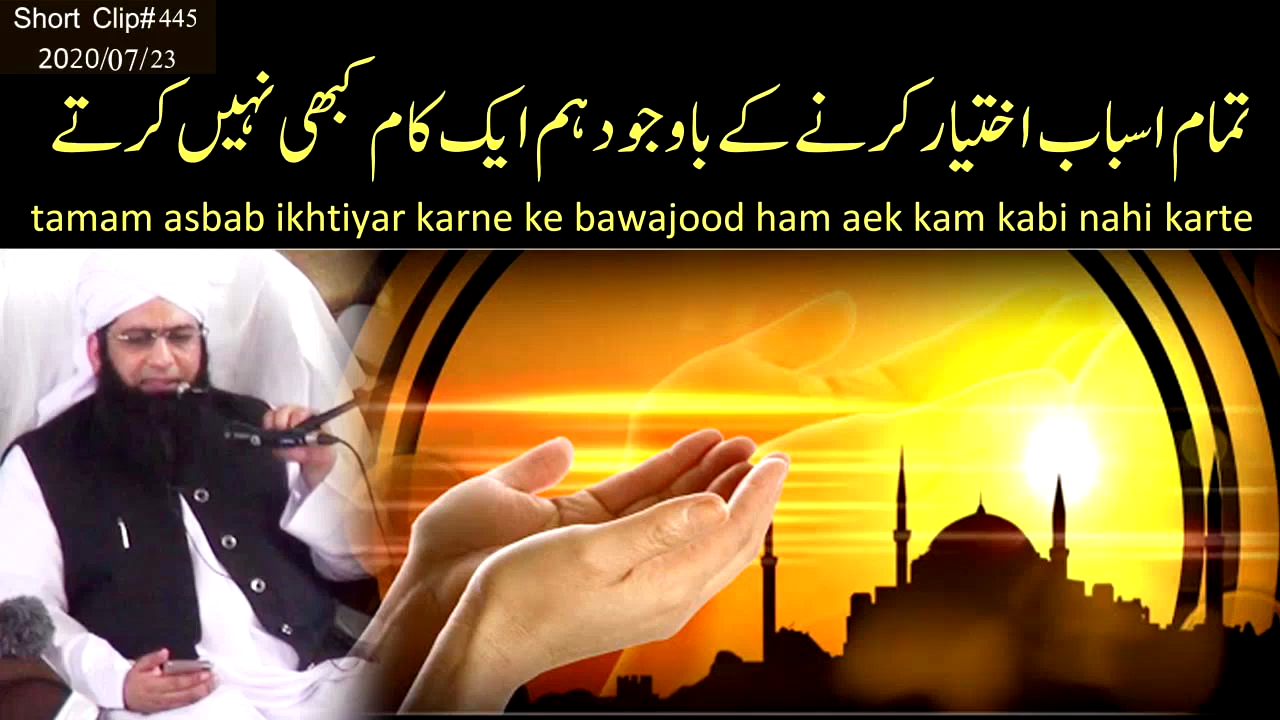 Short Clip#445
2020/07/23
تمام اسباب اختیار کرنے کے باوجود ہم ایک کام کبھی نہیں کرتے
tamam asbab ikhtiyar karne ke bawajood ham aek kam kabi nahi karte